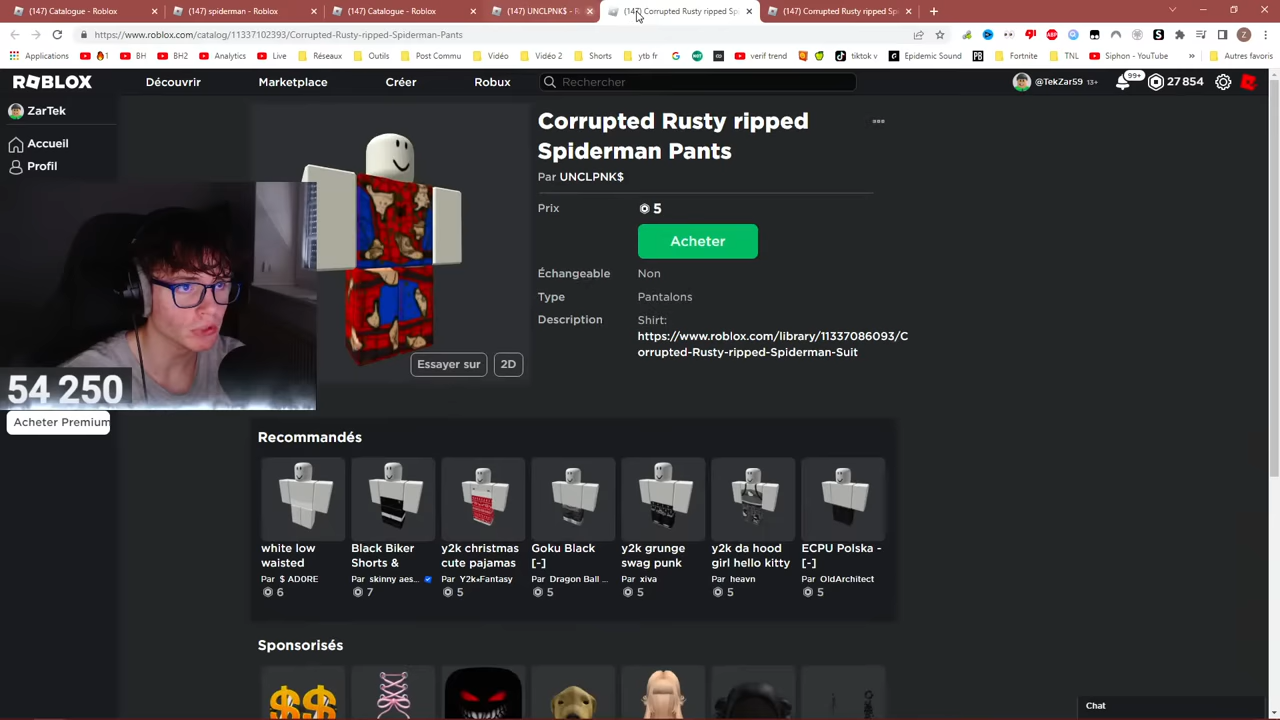 (147) Catalogue - Roblox
(147) spiderman - Roblox
(147) Catalogue - Roblox
(147) UNCLPNK$ - Rob
(147) Corrupted Rusty ripped Sp
(147) Corrupted Rusty ripped Sp
https://www.roblox.com/catalog/11337102393/Corrupted-Rusty-ripped-Spiderman-Pants
Applications
1
BH
BH2
Analytics
Live
Réseaux
Outils
Post Commu
Vidéo
Vidéo 2
Shorts
ytb fr
verif trend
tiktok v
Epidemic Sound
Fortnite
TNL
Siphon - YouTube
»
Autres favoris
ROBLOX
Découvrir
Marketplace
Créer
Robux
Rechercher
@TekZar59 13+
99+
27 854
ZarTek
Accueil
Profil
54 250
Acheter Premium
Corrupted Rusty ripped
Spiderman Pants
Par UNCLPNK$
Prix
5
Acheter
Échangeable
Non
Type
Pantalons
Description
Shirt:
https://www.roblox.com/library/11337086093/C
orrupted-Rusty-ripped-Spiderman-Suit
Essayer sur
2D
Recommandés
white low
waisted
Par $ ADORE
6
Black Biker
Shorts &
Par skinny aes...
7
y2k christmas
cute pajamas
Par Y2k⋆Fantasy
5
Goku Black
[-]
Par Dragon Ball ...
5
y2k grunge
swag punk
Par xiva
5
y2k da hood
girl hello kitty
Par heavn
5
ECPU Polska -
[-]
Par OldArchitect
5
Sponsorisés
Chat